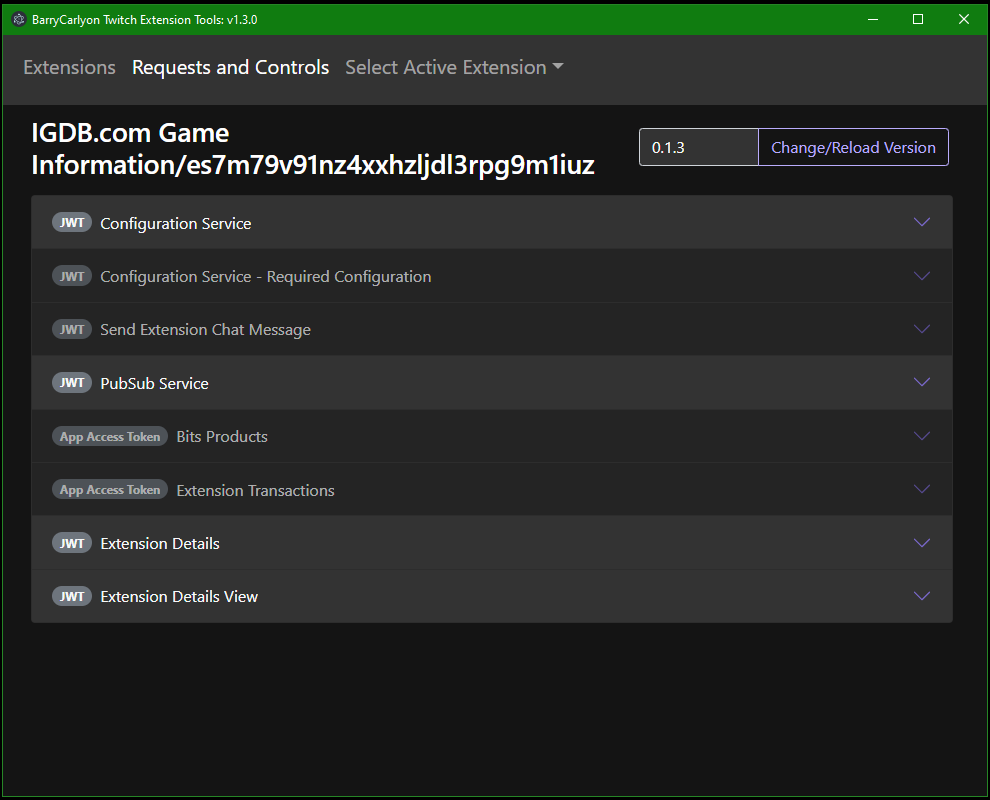 BarryCarlyon Twitch Extension Tools: v1.3.0
Extensions Requests and Controls Select Active Extension
IGDB.com Game
Information/es7m79v91nz4xxhzljdl3rpg9m1iuz
0.1.3 Change/Reload Version
JWT Configuration Service
JWT Configuration Service - Required Configuration
JWT Send Extension Chat Message
JWT PubSub Service
App Access Token Bits Products
App Access Token Extension Transactions
JWT Extension Details
JWT Extension Details View